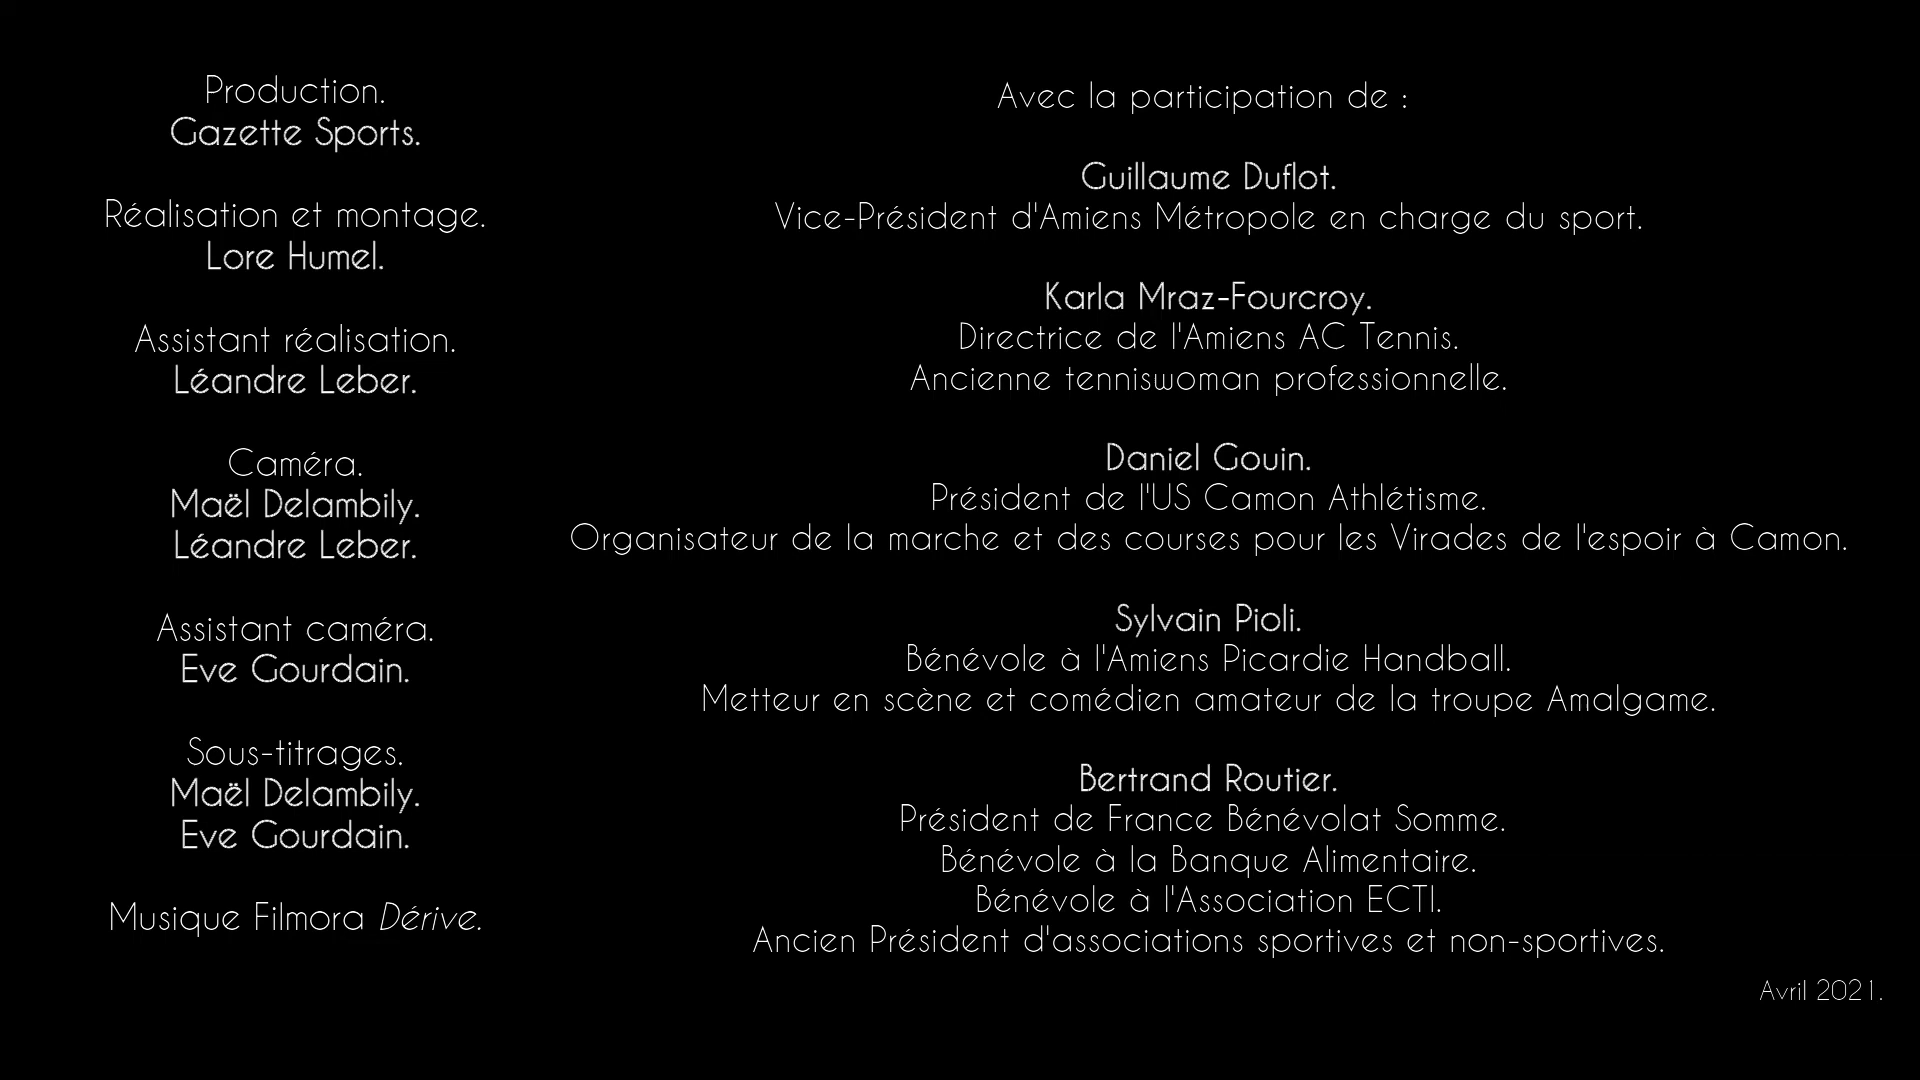 Production.
Gazette Sports.
Réalisation et montage.
Lore Humel.
Assistant réalisation.
Léandre Leber.
Caméra.
Maël Delambily.
Léandre Leber.
Assistant caméra.
Eve Gourdain.
Sous-titrages.
Maël Delambily.
Eve Gourdain.
Musique Filmora Dérive.
Avec la participation de :
Guillaume Duflot.
Vice-Président d'Amiens Métropole en charge du sport.
Karla Mraz-Fourcroy.
Directrice de l'Amiens AC Tennis.
Ancienne tenniswoman professionnelle.
Daniel Gouin.
Président de l'US Camon Athlétisme.
Organisateur de la marche et des courses pour les Virades de l'espoir à Camon.
Sylvain Pioli.
Bénévole à l'Amiens Picardie Handball.
Metteur en scène et comédien amateur de la troupe Amalgame.
Bertrand Routier.
Président de France Bénévolat Somme.
Bénévole à la Banque Alimentaire.
Bénévole à l'Association ECTI.
Ancien Président d'associations sportives et non-sportives.
Avril 2021.